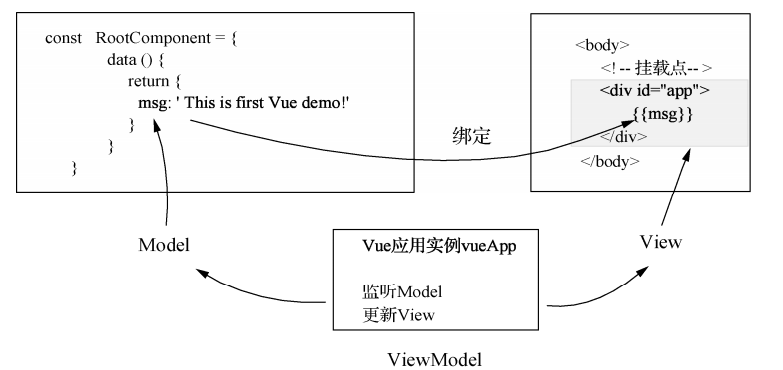 const RootComponent = {
data () {
return {
msg: ' This is first Vue demo!'
}
}
}
<body>
<! -- 挂载点-- >
<div id="app">
{{msg}}
</div>
</body>
绑定
Model
Vue应用实例vueApp
监听Model
更新View
View
ViewModel